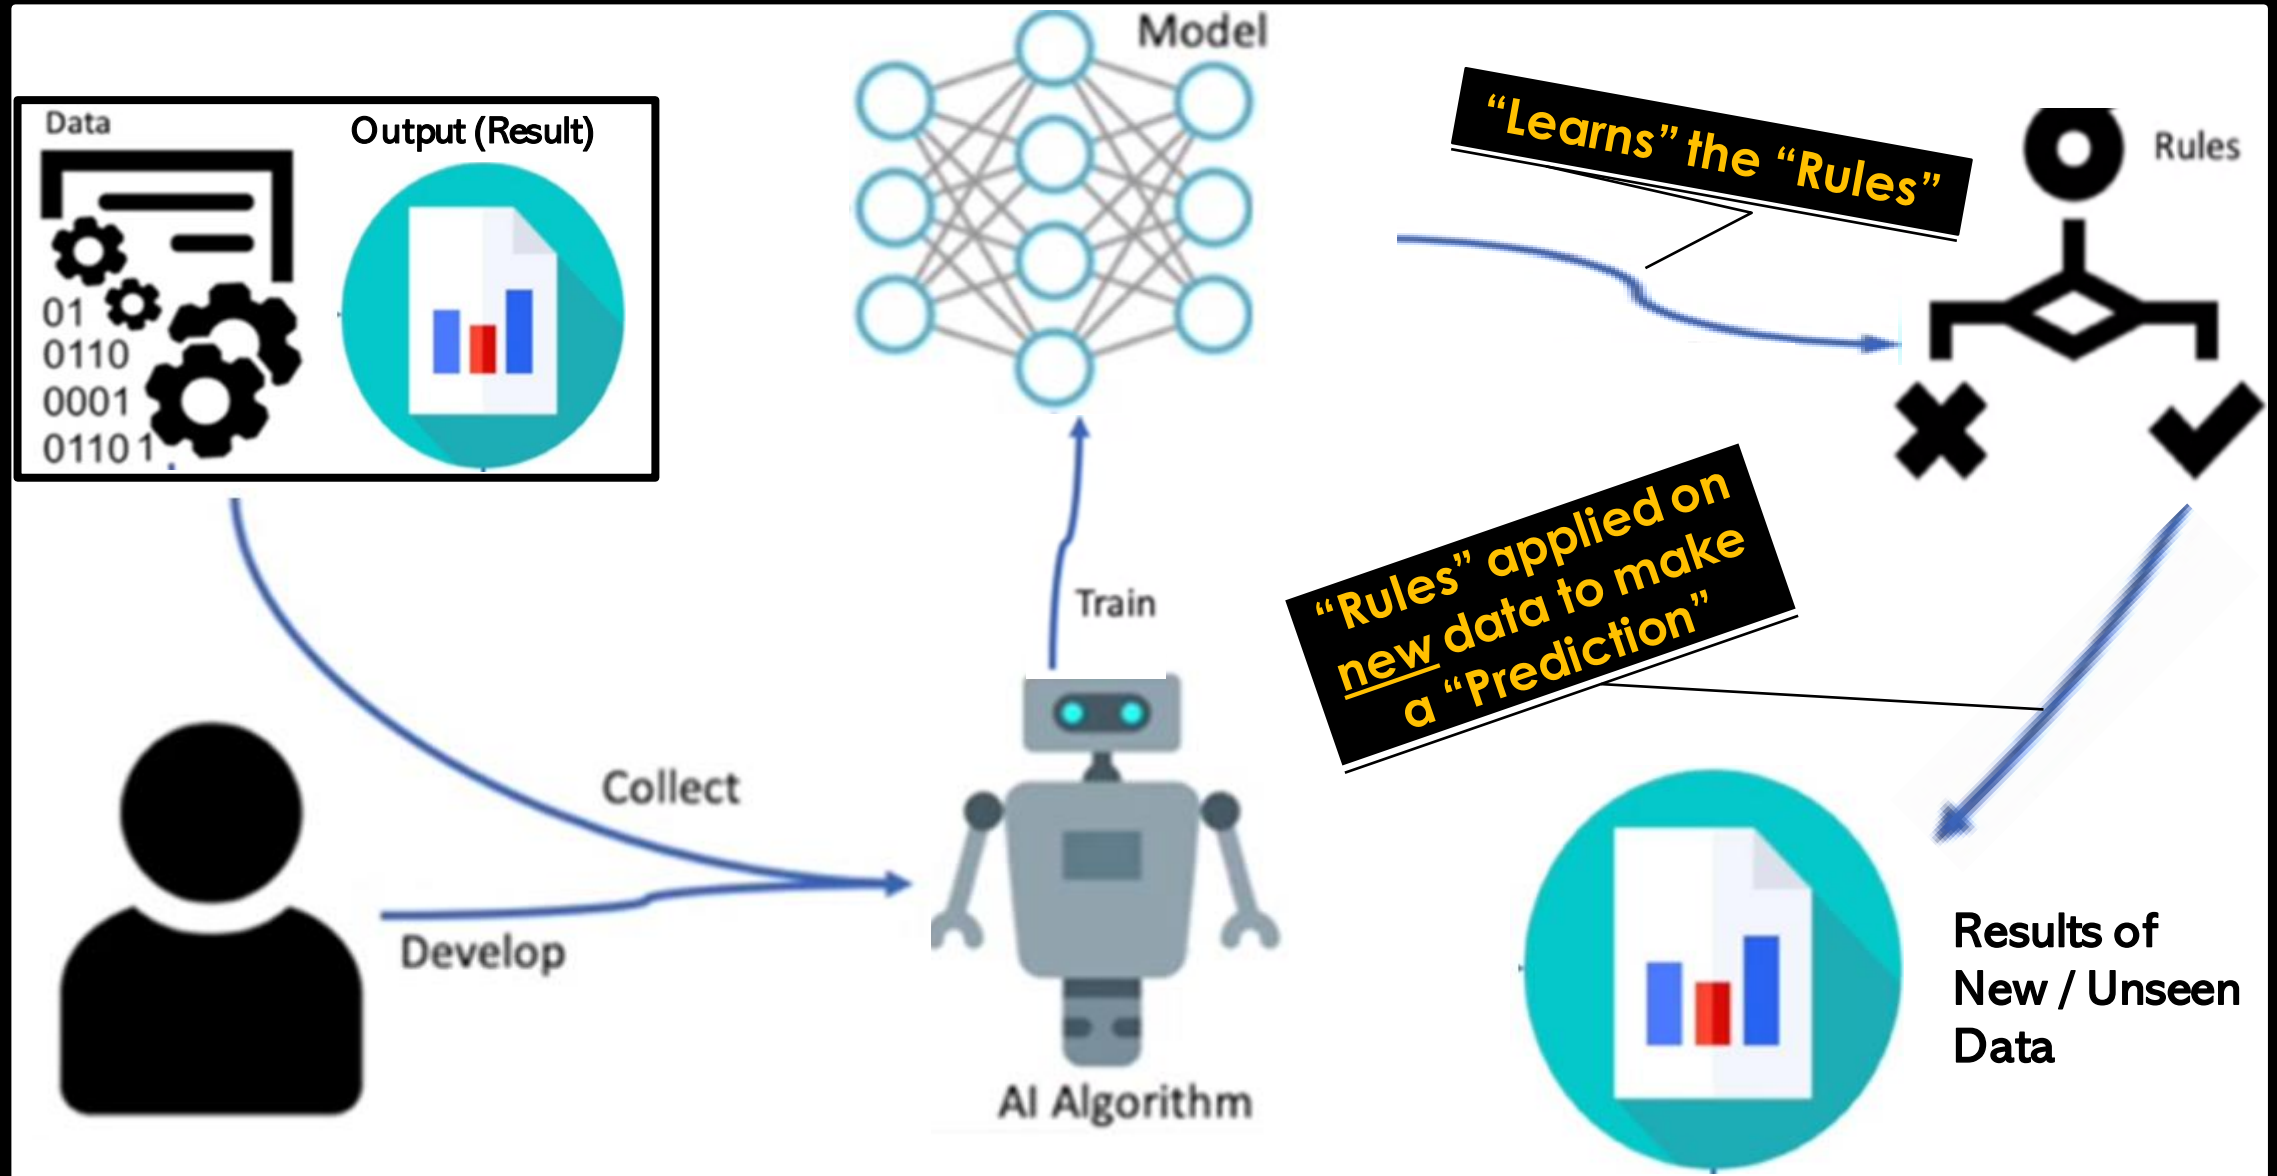 Data
Output (Result)
01
0110
0001
01101
Model
“Learns” the “Rules”
Rules
Train
“Rules” applied on
new data to make
a “Prediction”
Collect
Develop
AI Algorithm
Results of
New / Unseen
Data